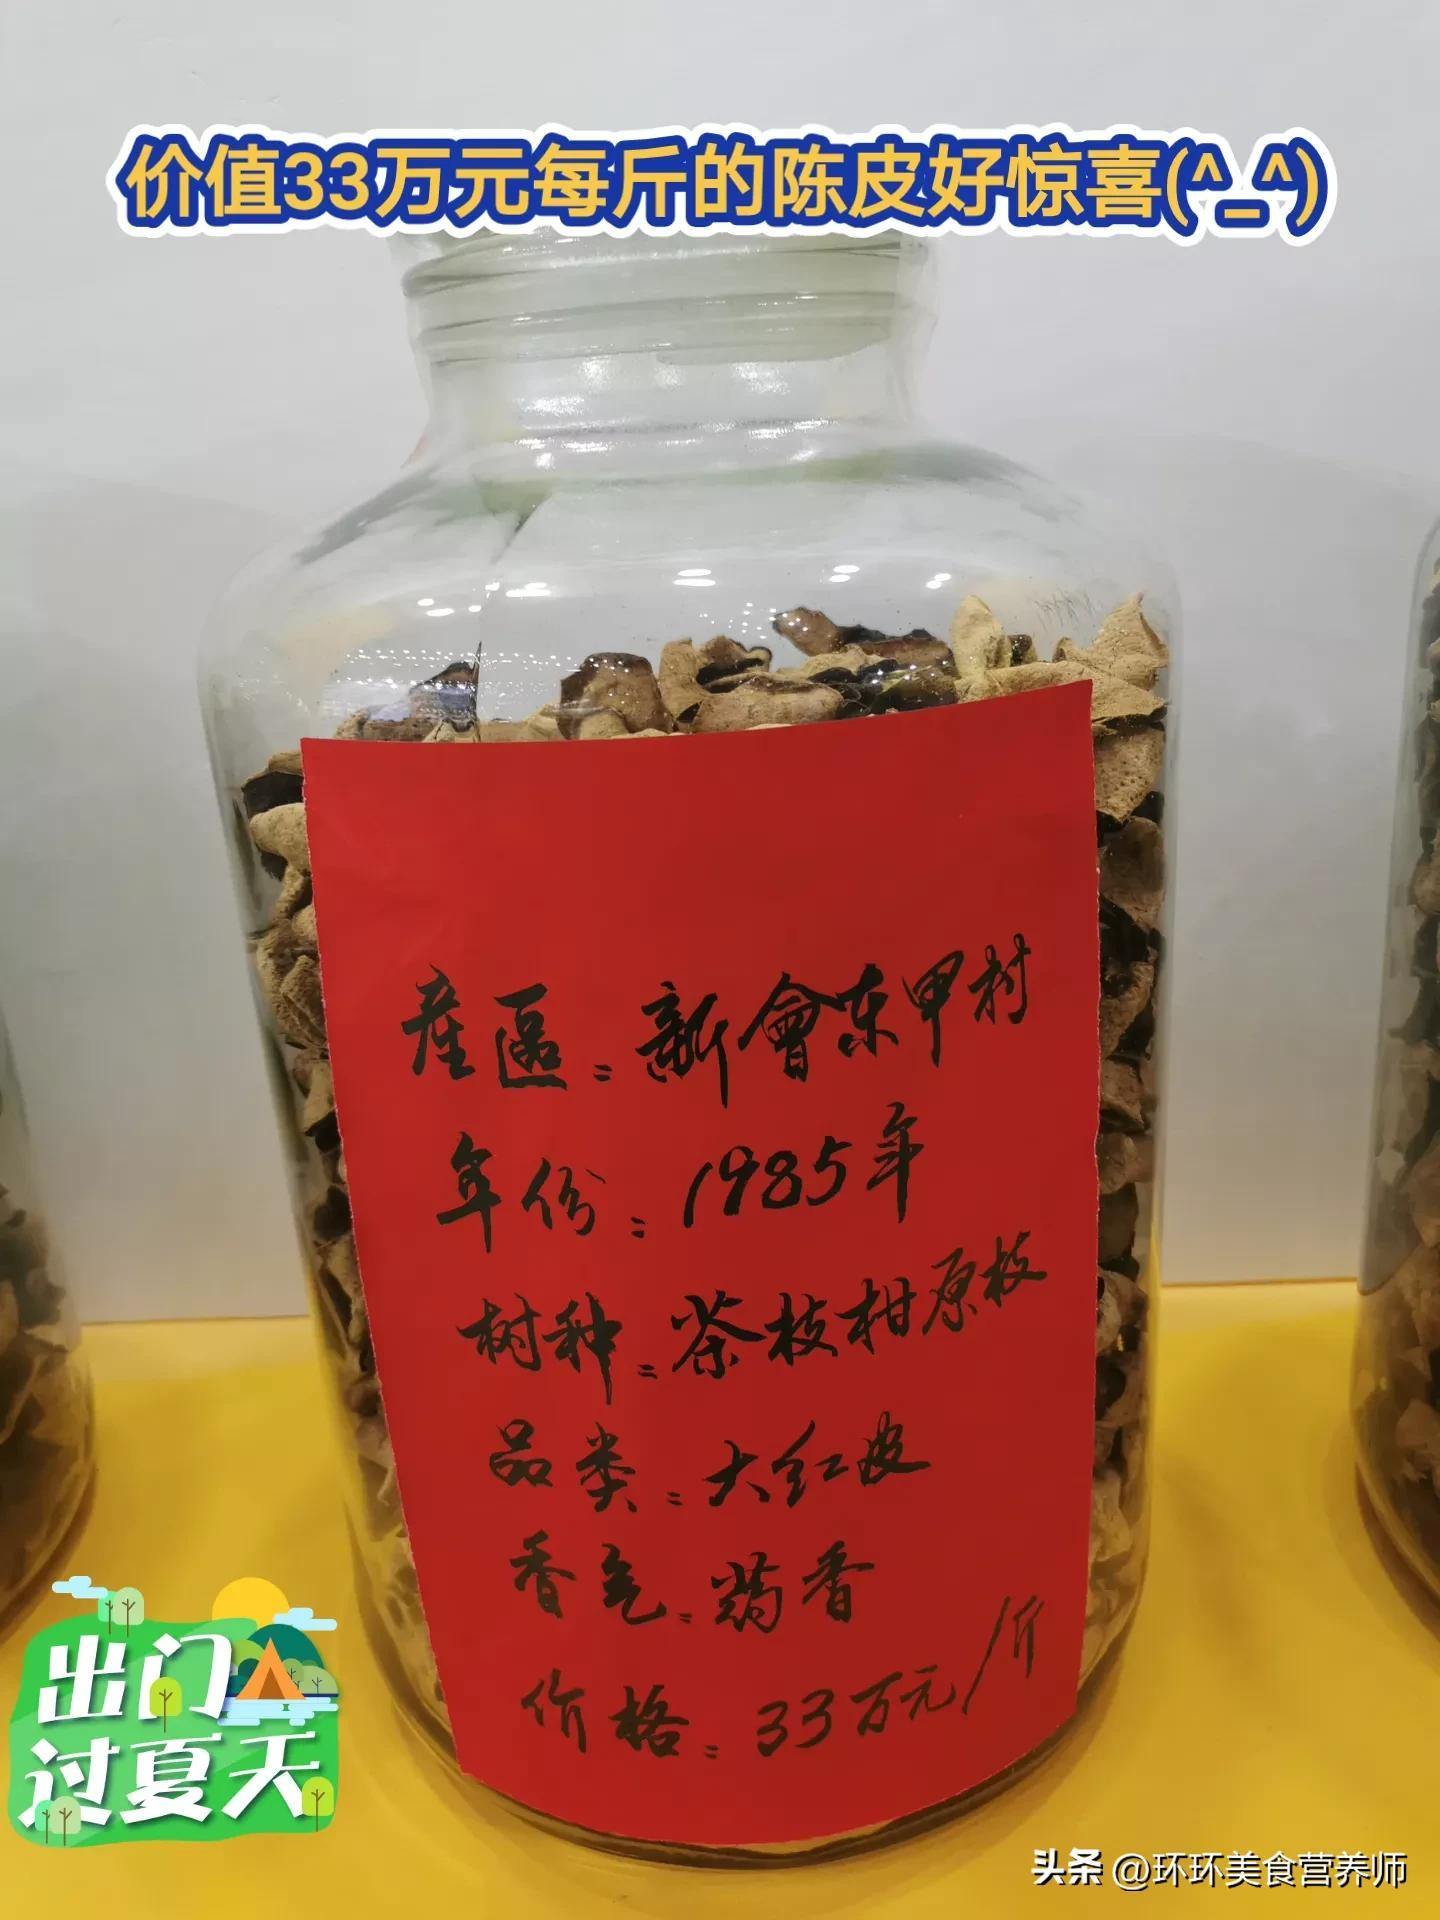 价值33万元每斤的陈皮好惊喜(^_^)
産區：新會东甲村
年份：1985年
树种：茶枝柑原枝
品类：大红皮
香气：药香
价格：33万元/斤
出门
过夏天
头条 @环环美食营养师